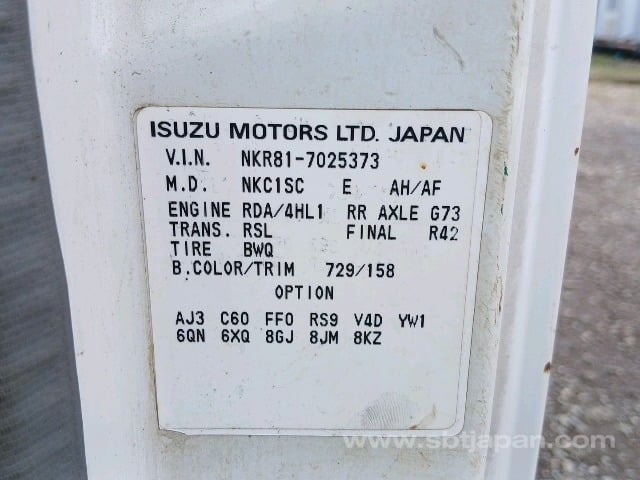 ISUZU MOTORS LTD. JAPAN
V.I.N. NKR81-7025373
M.D. NKC1SC E AH/AF
ENGINE RDA/4HL1 RR AXLE G73
TRANS. RSL FINAL R42
TIRE BWQ
B.COLOR/TRIM 729/158
OPTION
AJ3 C60 FF0 RS9 V4D YW1
6QN 6XQ 8GJ 8JM 8KZ
www.sbtjapan.com